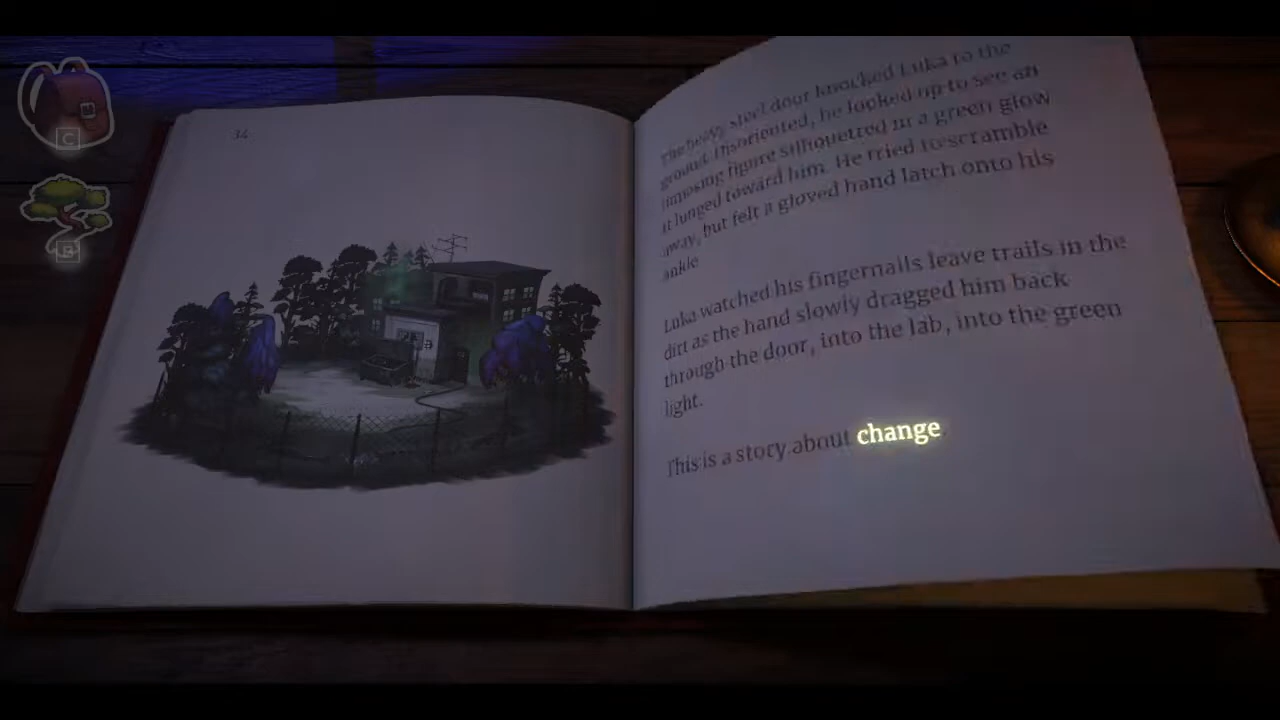 C
B
34
The heavy steel door knocked Luka to the
ground. Disoriented, he looked up to see an
imposing figure silhouetted in a green glow
It lunged toward him. He tried to scramble
away, but felt a gloved hand latch onto his
ankle
Luka watched his fingernails leave trails in the
dirt as the hand slowly dragged him back
through the door, into the lab, into the green
light.
This is a story about change